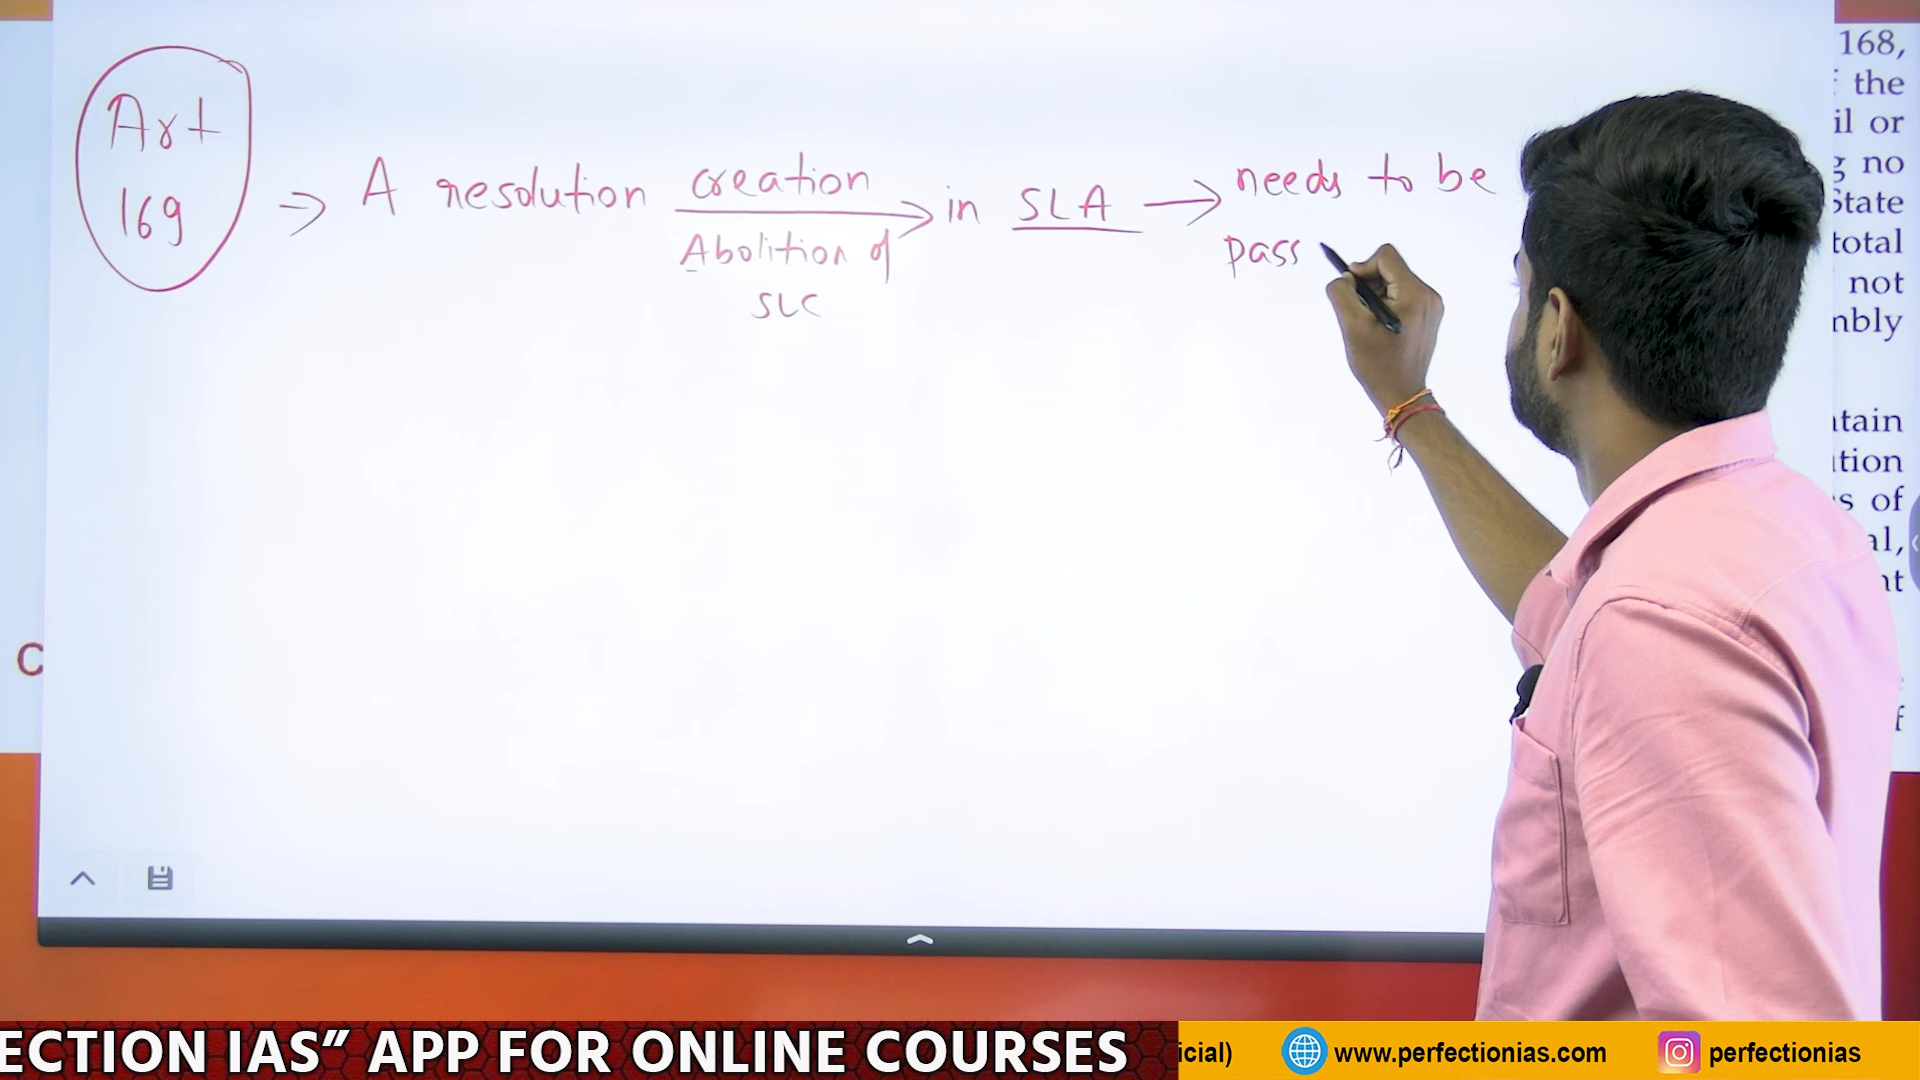 Art
169
⇒ A resolution creation in SLA → needs to be
Abolition of
pass
SLC
168,
the
il or
no
State
total
not
mbly
tain
tion
s of
al,
nt
f
C
ECTION IAS” APP FOR ONLINE COURSES
icial)
www.perfectionias.com
perfectionias